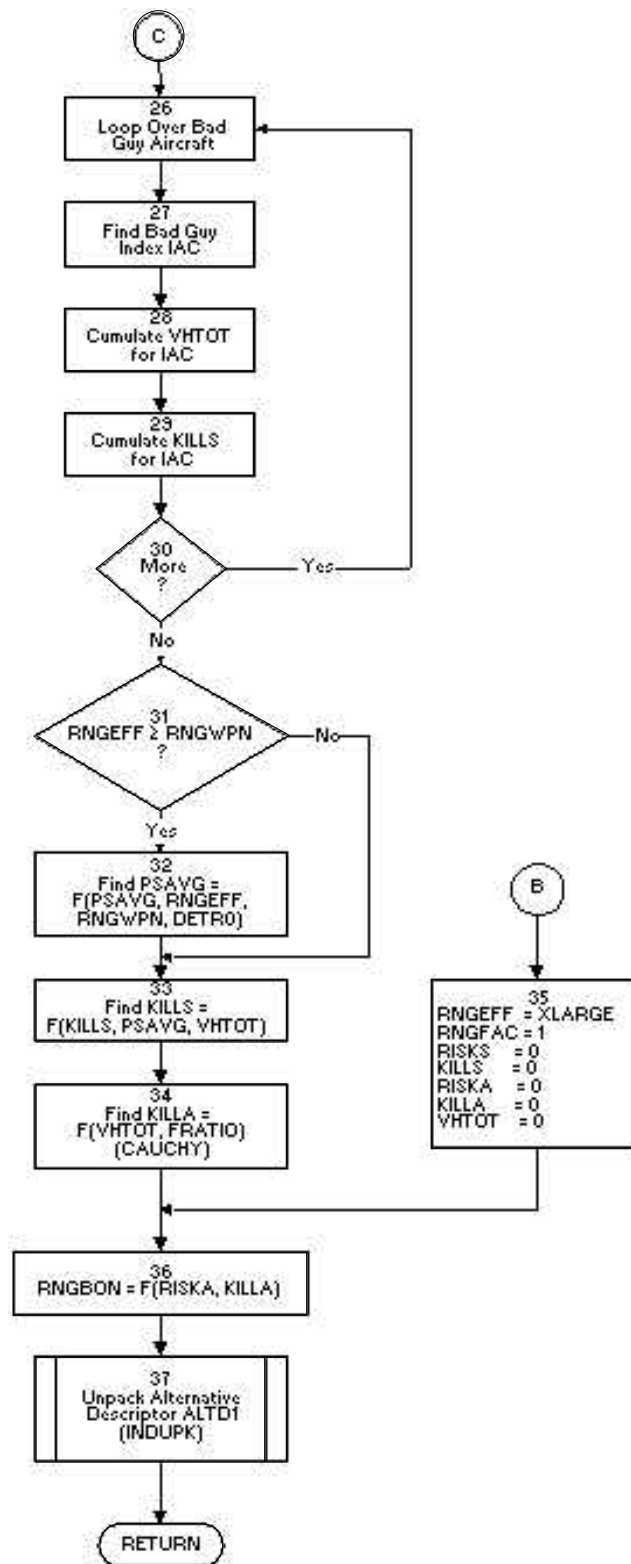 C
26
Loop Over Bad
Guy Aircraft
27
Find Bad Guy
Index IAC
28
Cumulate VHTOT
for IAC
29
Cumulate KILLS
for IAC
30
More
?
Yes
No
31
RNGEFF ≥ RNGWPN
?
No
Yes
32
Find PSAVG =
F(PSAVG, RNGEFF,
RNGWPN, DETR0)
33
Find KILLS =
F(KILLS, PSAVG, VHTOT)
34
Find KILLA =
F(VHTOT, FRATIO)
(CAUCHY)
B
35
RNGEFF = XLARGE
RNGFAC = 1
RISKS = 0
KILLS = 0
RISKA = 0
KILLA = 0
VHTOT = 0
36
RNGBON = F(RISKA, KILLA)
37
Unpack Alternative
Descriptor ALTD1
(INDUPK)
RETURN